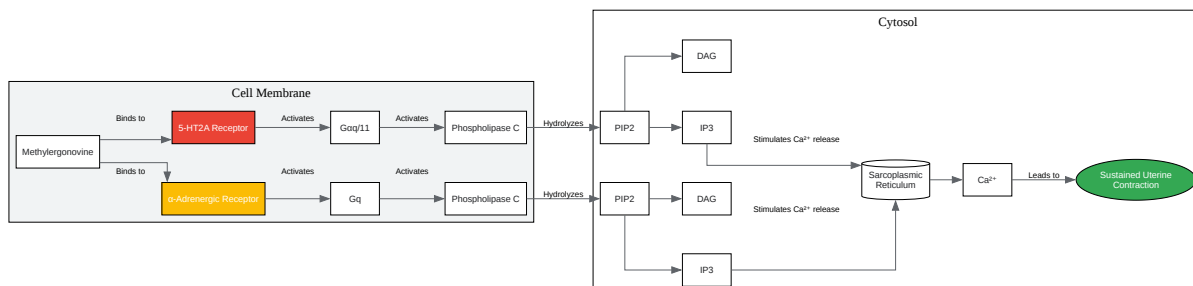 Cell Membrane
Methylergonovine
Binds to
5-HT2A Receptor
Activates
Gαq/11
Activates
Phospholipase C
Hydrolyzes
Binds to
α-Adrenergic Receptor
Activates
Gq
Activates
Phospholipase C
Hydrolyzes
Cytosol
DAG
PIP2
IP3
Stimulates Ca²⁺ release
PIP2
DAG
Stimulates Ca²⁺ release
IP3
Sarcoplasmic
Reticulum
Ca²⁺
Leads to
Sustained Uterine
Contraction